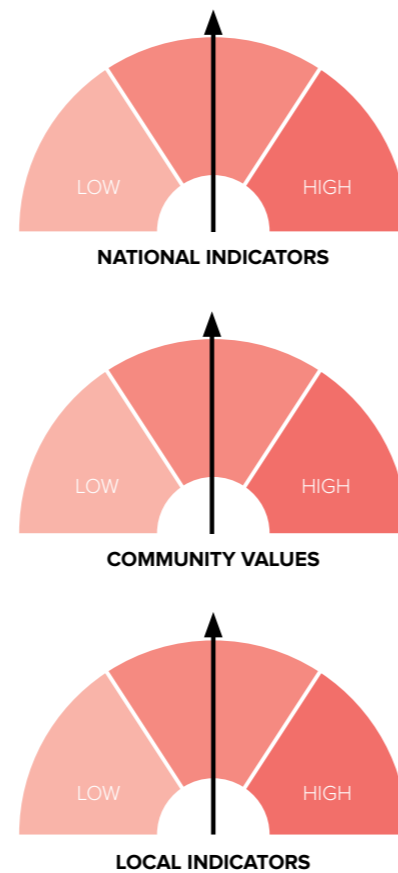 LOW HIGH
NATIONAL INDICATORS
LOW HIGH
COMMUNITY VALUES
LOW HIGH
LOCAL INDICATORS